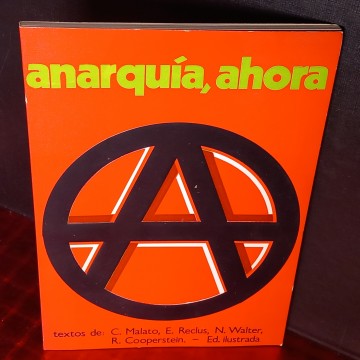 anarquía, ahora
textos de: C. Malato, E. Reclus, N. Walter,
R. Cooperstein. - Ed. ilustrada